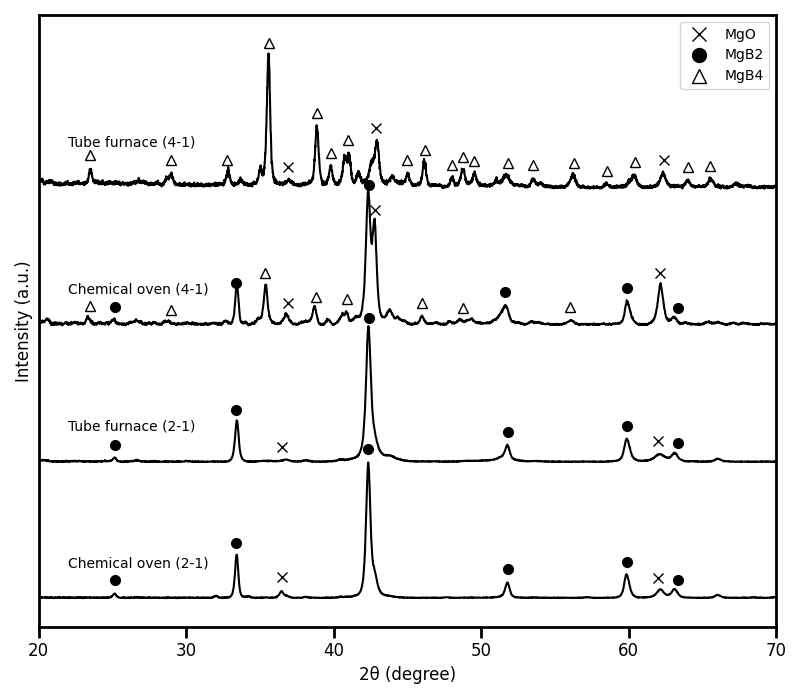 MgO
MgB2
MgB4
Tube furnace (4-1)
Chemical oven (4-1)
Tube furnace (2-1)
Chemical oven (2-1)
Intensity (a.u.)
20 30 40 50 60 70
2θ (degree)